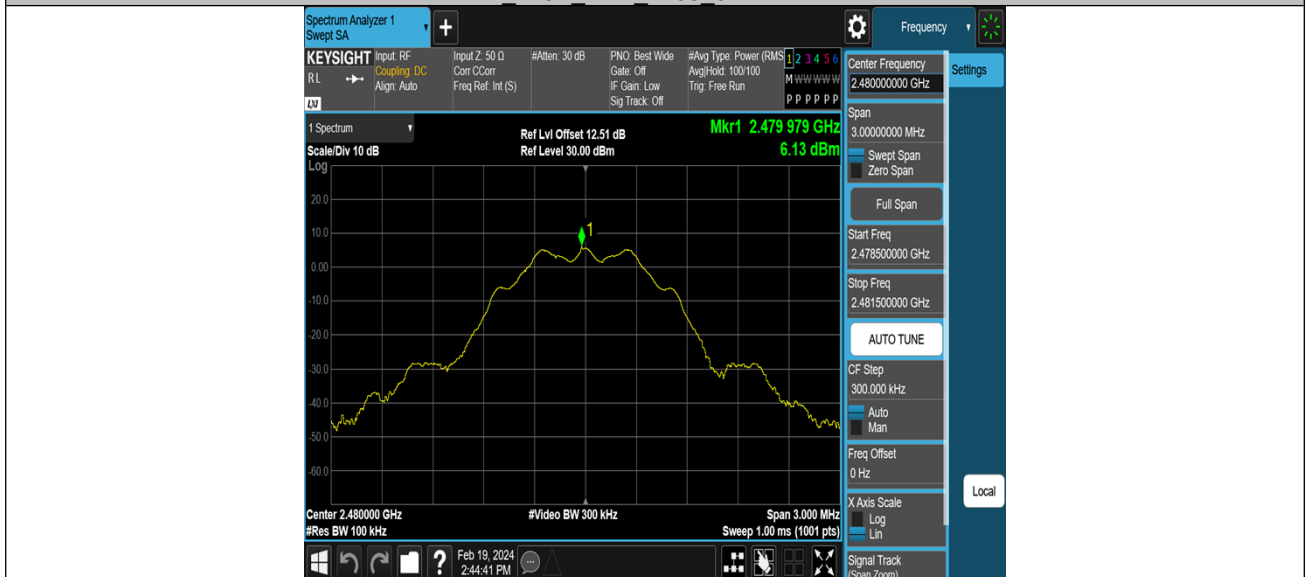 Spectrum Analyzer 1
Swept SA
+
Frequency
KEYSIGHT
RL
LXI
Input: RF
Coupling: DC
Align: Auto
Input Z: 50 Ω
Corr CCorr
Freq Ref: Int (S)
#Atten: 30 dB
PNO: Best Wide
Gate: Off
IF Gain: Low
Sig Track: Off
#Avg Type: Power (RMS
Avg|Hold: 100/100
Trig: Free Run
1 2 3 4 5 6
M W W W W W
P P P P P P
1 Spectrum
Scale/Div 10 dB
Log
Ref Lvl Offset 12.51 dB
Ref Level 30.00 dBm
Mkr1 2.479 979 GHz
6.13 dBm
20.0
10.0
0.00
-10.0
-20.0
-30.0
-40.0
-50.0
-60.0
1
Center 2.480000 GHz
#Res BW 100 kHz
#Video BW 300 kHz
Span 3.000 MHz
Sweep 1.00 ms (1001 pts)
?
Feb 19, 2024
2:44:41 PM
Center Frequency
2.480000000 GHz
Span
3.00000000 MHz
Swept Span
Zero Span
Full Span
Start Freq
2.478500000 GHz
Stop Freq
2.481500000 GHz
AUTO TUNE
CF Step
300.000 kHz
Auto
Man
Freq Offset
0 Hz
X Axis Scale
Log
Lin
Signal Track
(Span Zoom)
Settings
Local